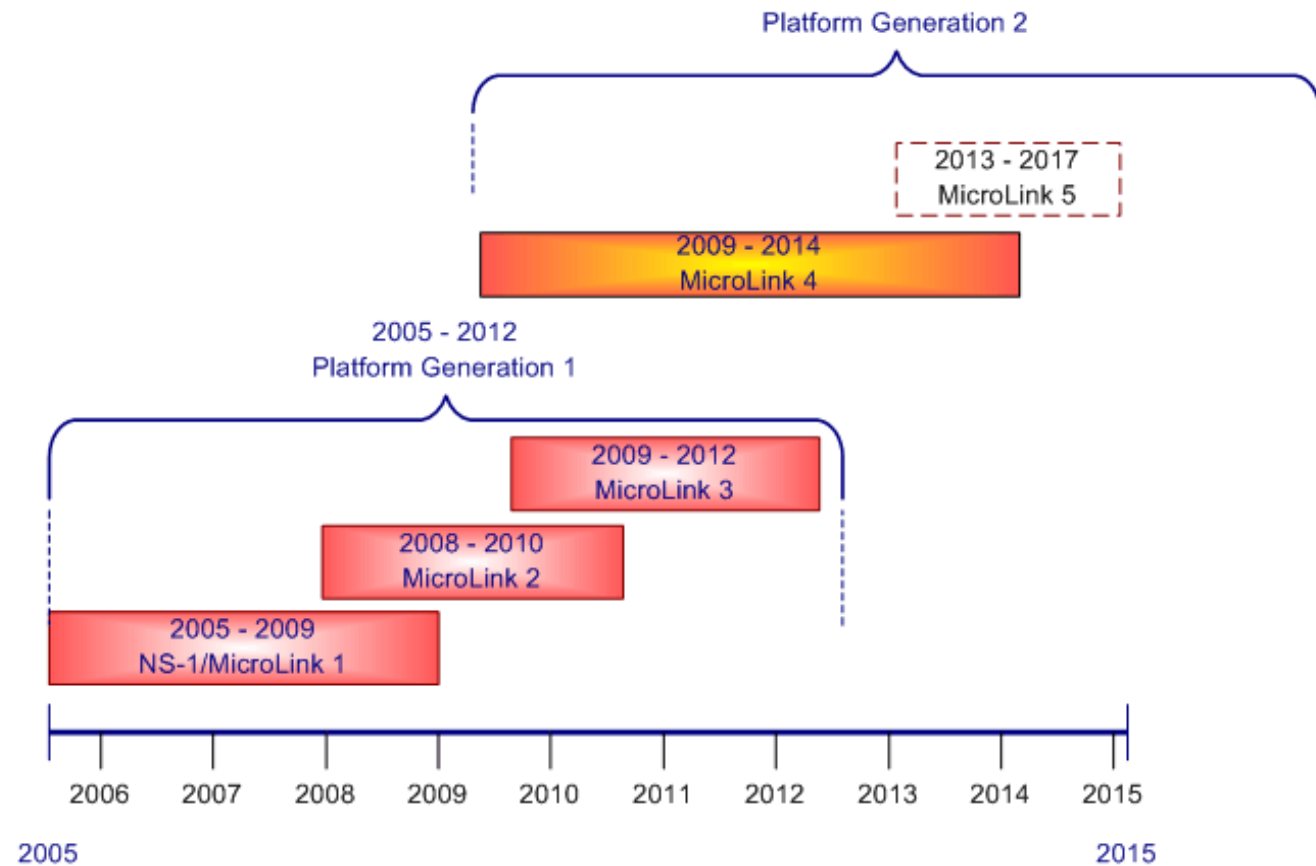 Platform Generation 2
2013 - 2017
MicroLink 5
2009 - 2014
MicroLink 4
2005 - 2012
Platform Generation 1
2009 - 2012
MicroLink 3
2008 - 2010
MicroLink 2
2005 - 2009
NS-1/MicroLink 1
2006 2007 2008 2009 2010 2011 2012 2013 2014 2015
2005 2015